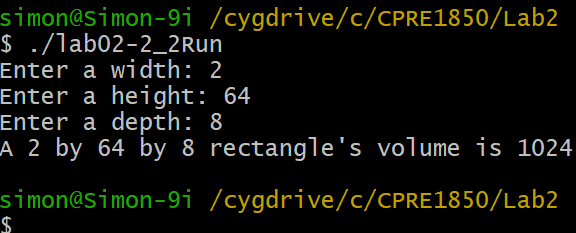 simon@Simon-9i /cygdrive/c/CPRE1850/Lab2
$ ./lab02-2_2Run
Enter a width: 2
Enter a height: 64
Enter a depth: 8
A 2 by 64 by 8 rectangle's volume is 1024
simon@Simon-9i /cygdrive/c/CPRE1850/Lab2
$